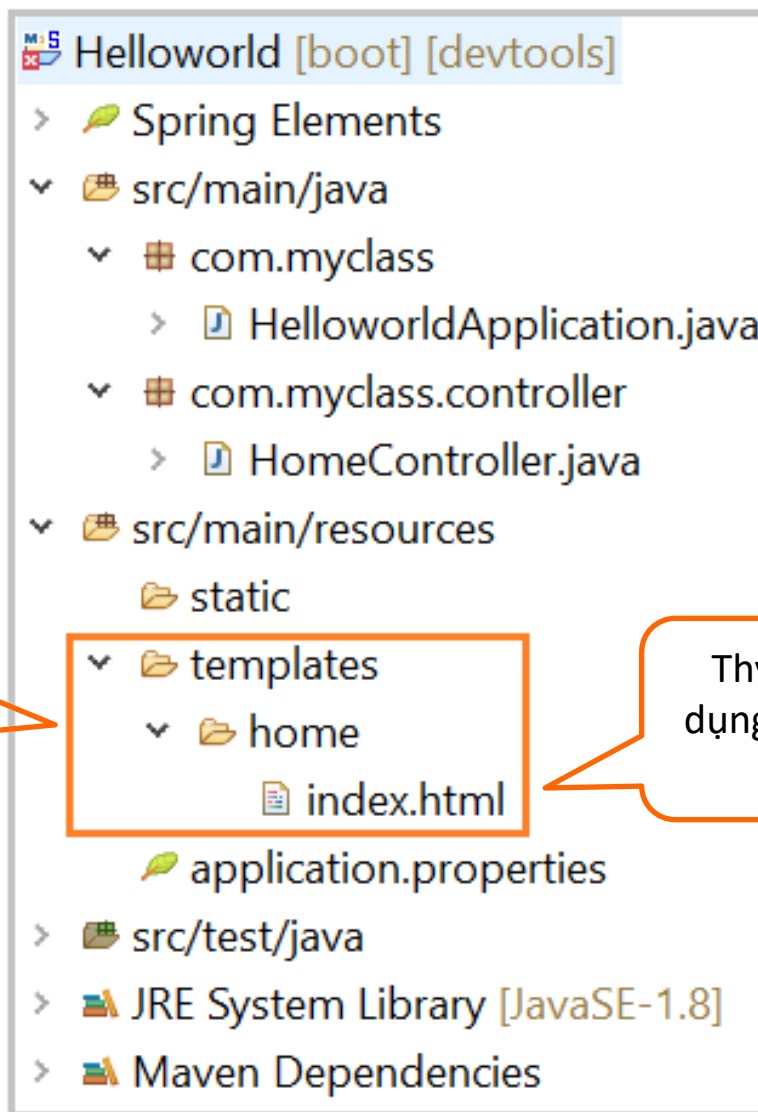 Helloworld [boot] [devtools]
Spring Elements
src/main/java
com.myclass
HelloworldApplication.java
com.myclass.controller
HomeController.java
src/main/resources
static
templates
home
index.html
application.properties
src/test/java
JRE System Library [JavaSE-1.8]
Maven Dependencies